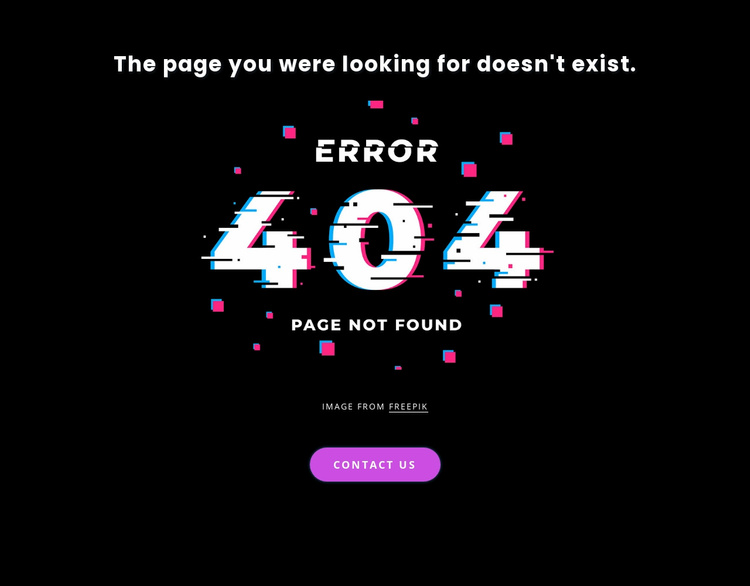 The page you were looking for doesn't exist.
ERROR
404
PAGE NOT FOUND
IMAGE FROM FREEPIK
CONTACT US